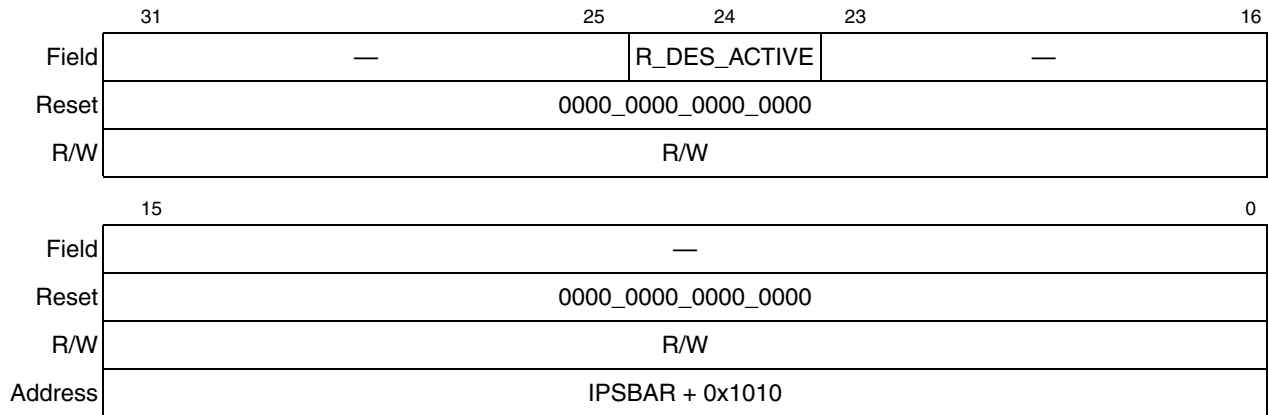 31 25 24 23 16
Field — R_DES_ACTIVE —
Reset 0000_0000_0000_0000
R/W R/W
15 0
Field —
Reset 0000_0000_0000_0000
R/W R/W
Address IPSBAR + 0x1010